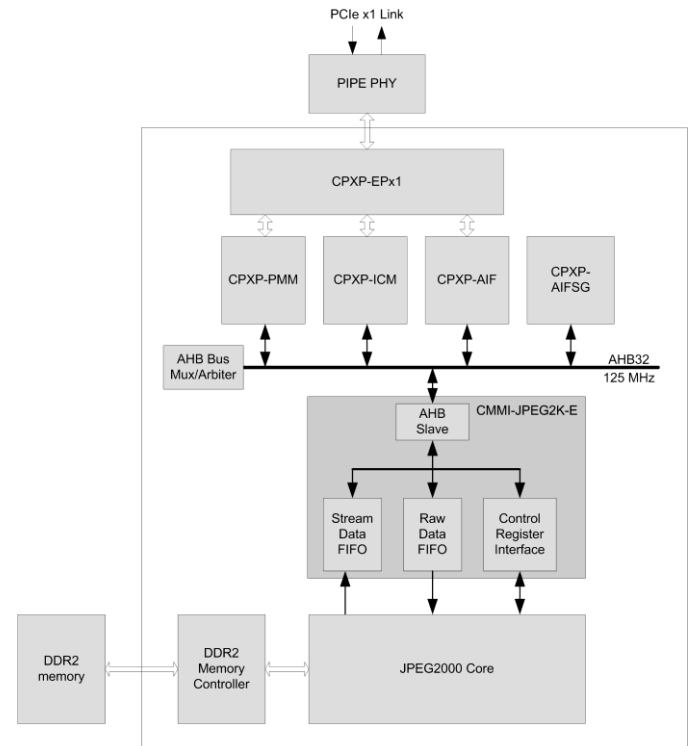 PCIe x1 Link
PIPE PHY
CPXP-EPx1
CPXP-PMM
CPXP-ICM
CPXP-AIF
CPXP-
AIFSG
AHB Bus
Mux/Arbiter
AHB32
125 MHz
CMMI-JPEG2K-E
AHB
Slave
Stream
Data
FIFO
Raw
Data
FIFO
Control
Register
Interface
DDR2
memory
DDR2
Memory
Controller
JPEG2000 Core